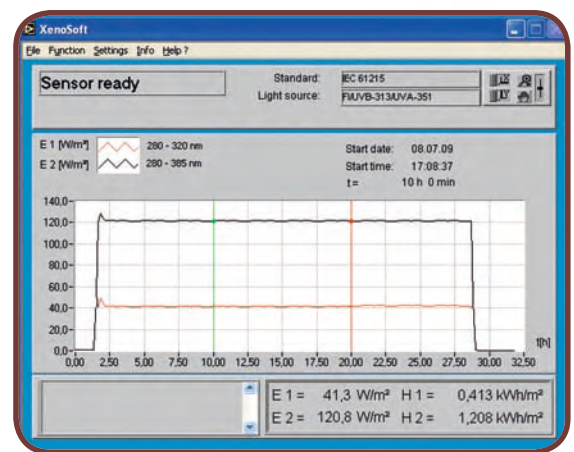 XenoSoft
File Function Settings Info Help ?
Sensor ready
Standard: IEC 61215
Light source: FI/UVB-313/UVA-351
E 1 [W/m²] 280 - 320 nm
E 2 [W/m²] 280 - 385 nm
Start date: 08.07.09
Start time: 17:08:37
t = 10 h 0 min
140,0
120,0
100,0
80,0
60,0
40,0
20,0
0,0
0,00 2,50 5,00 7,50 10,00 12,50 15,00 17,50 20,00 22,50 25,00 27,50 30,00 32,50
t[h]
E 1 = 41,3 W/m² H 1 = 0,413 kWh/m²
E 2 = 120,8 W/m² H 2 = 1,208 kWh/m²